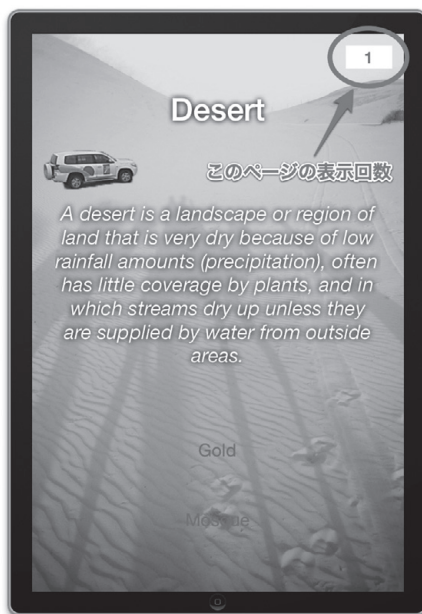 1
Desert
このページの表示回数
A desert is a landscape or region of
land that is very dry because of low
rainfall amounts (precipitation), often
has little coverage by plants, and in
which streams dry up unless they
are supplied by water from outside
areas.
Gold
Mosque